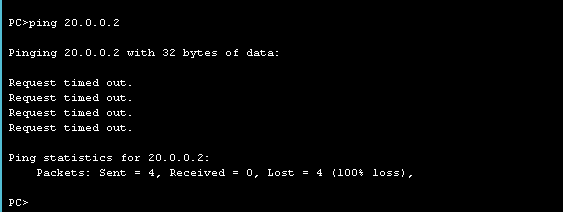 PC>ping 20.0.0.2
Pinging 20.0.0.2 with 32 bytes of data:
Request timed out.
Request timed out.
Request timed out.
Request timed out.
Ping statistics for 20.0.0.2:
    Packets: Sent = 4, Received = 0, Lost = 4 (100% loss),
PC>